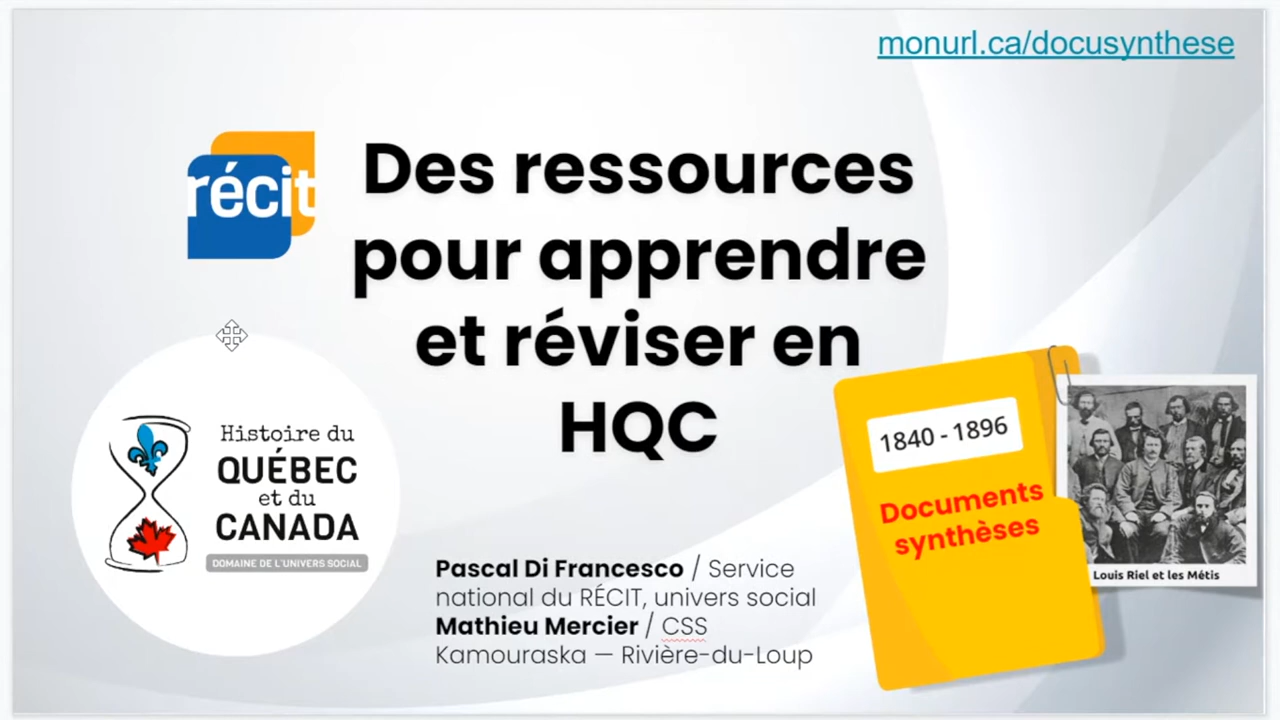 monurl.ca/docusynthese
récit
Des ressources
pour apprendre
et réviser en
HQC
Histoire du
QUÉBEC
et du
CANADA
DOMAINE DE L'UNIVERS SOCIAL
1840 - 1896
Documents
synthèses
Louis Riel et les Métis
Pascal Di Francesco / Service
national du RÉCIT, univers social
Mathieu Mercier / CSS
Kamouraska — Rivière-du-Loup